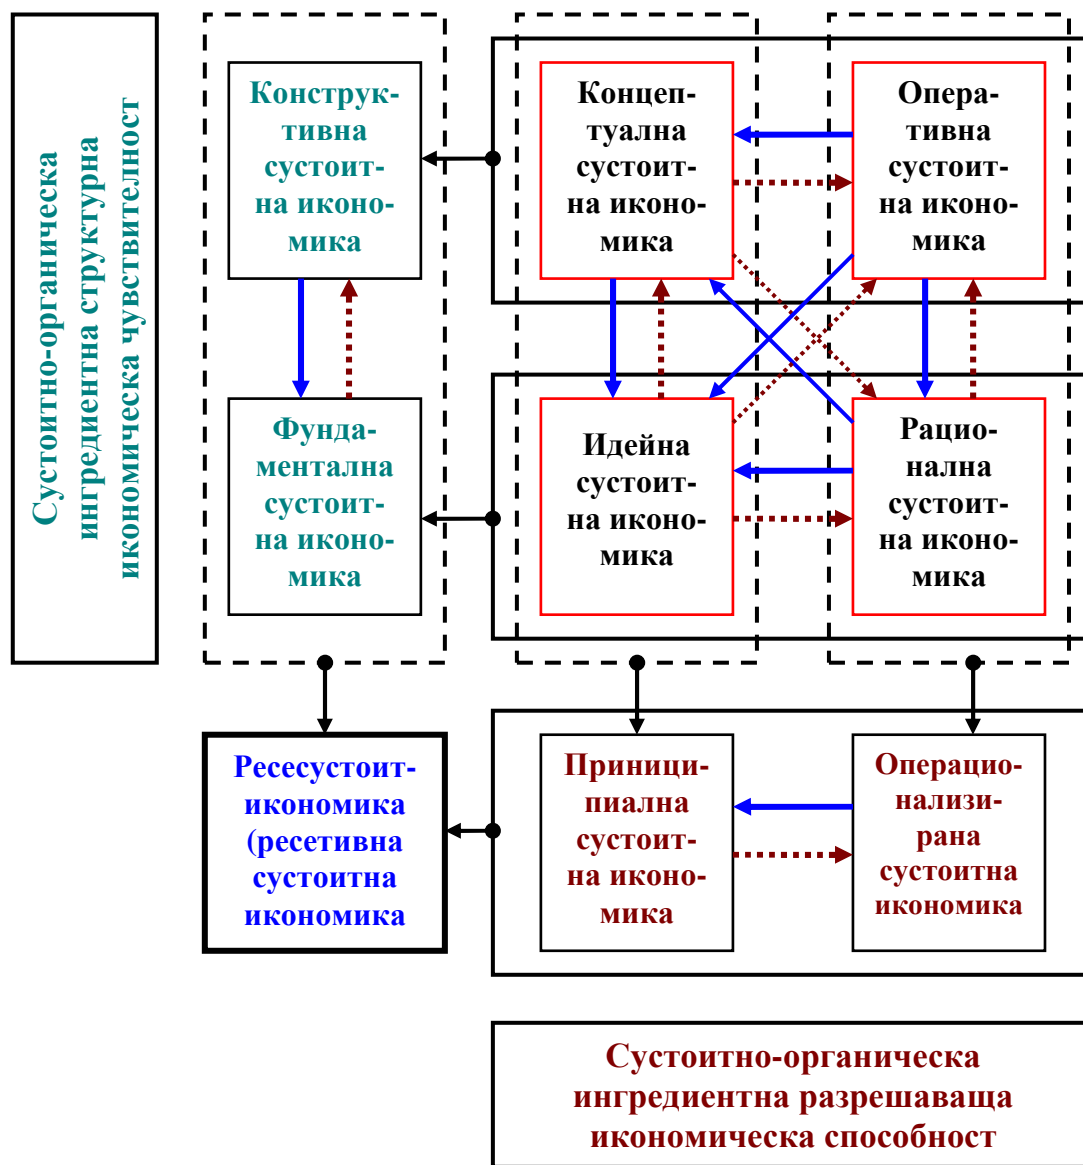 Сустоитно-органическа
ингредиентна структурна
икономическа чувствителност
Конструк-
тивна
сустоит-
на иконо-
мика
Концеп-
туална
сустоит-
на иконо-
мика
Опера-
тивна
сустоит-
на иконо-
мика
Фунда-
ментална
сустоит-
на иконо-
мика
Идейна
сустоит-
на иконо-
мика
Рацио-
нална
сустоит-
на иконо-
мика
Ресесустоит-
икономика
(ресетивна
сустоитна
икономика
Приници-
пиална
сустоит-
на иконо-
мика
Операцио-
нализи-
рана
сустоитна
икономика
Сустоитно-органическа
ингредиентна разрешаваща
икономическа способност